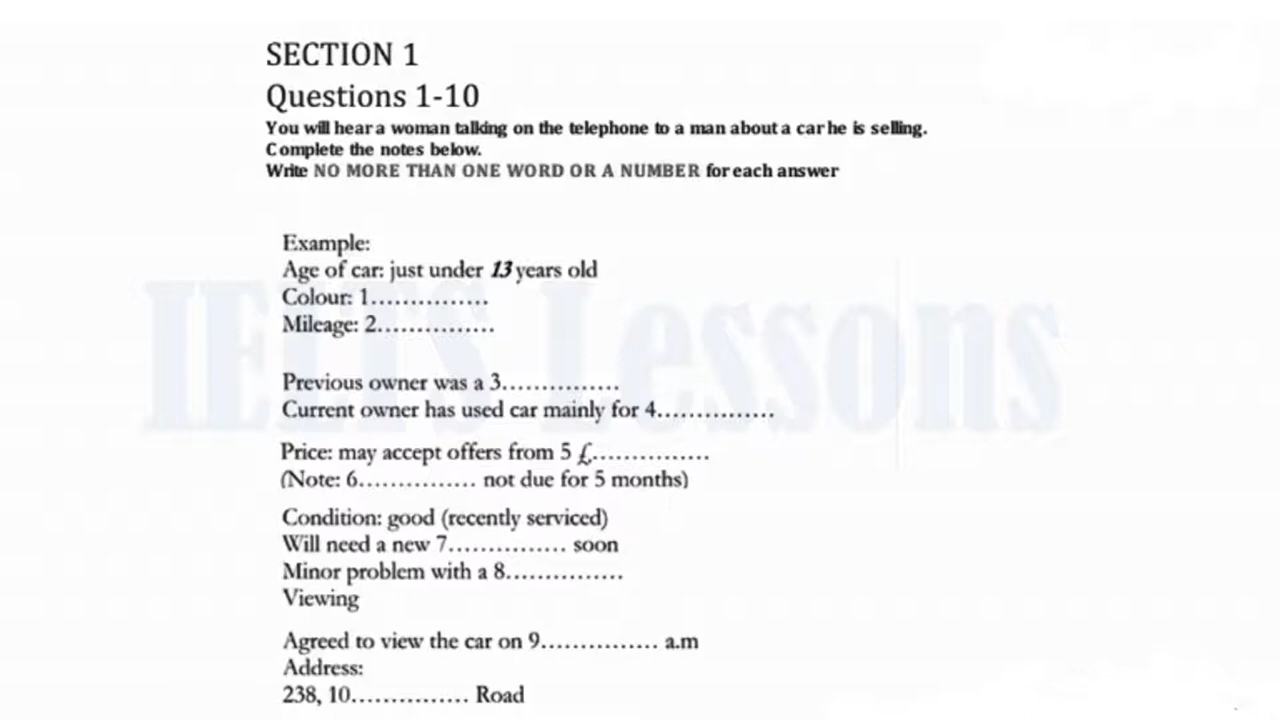 SECTION 1
Questions 1-10
You will hear a woman talking on the telephone to a man about a car he is selling.
Complete the notes below.
Write NO MORE THAN ONE WORD OR A NUMBER for each answer
Example:
Age of car: just under 13 years old
Colour: 1...............
Mileage: 2...............
IELTS Lessons
Previous owner was a 3...............
Current owner has used car mainly for 4...............
Price: may accept offers from 5 £...............
(Note: 6............... not due for 5 months)
Condition: good (recently serviced)
Will need a new 7............... soon
Minor problem with a 8...............
Viewing
Agreed to view the car on 9............... a.m
Address:
238, 10............... Road